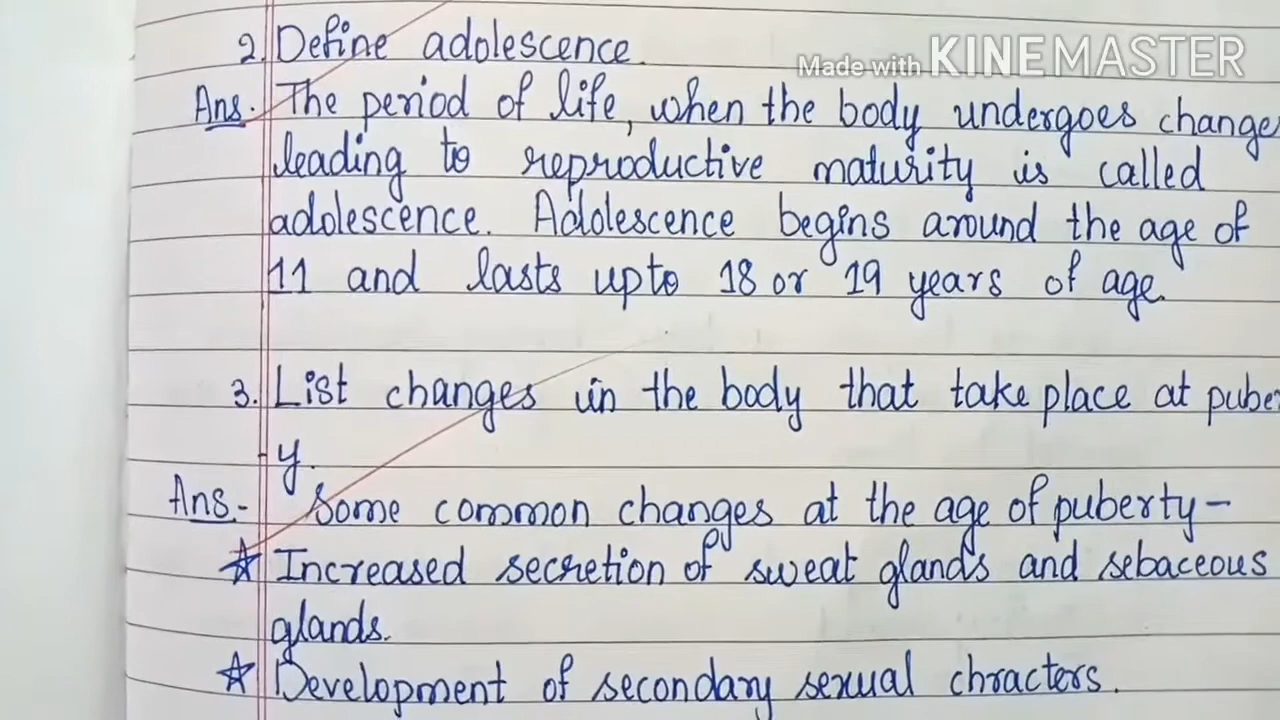 2. Define adolescence.
Made with KINEMASTER
Ans. The period of life, when the body undergoes change
leading to reproductive maturity is called
adolescence. Adolescence begins around the age of
11 and lasts upto 18 or 19 years of age.
3. List changes in the body that take place at puber
-y.
Ans.- Some common changes at the age of puberty-
☆ Increased secretion of sweat glands and sebaceous
glands.
☆ Development of secondary sexual chracters.